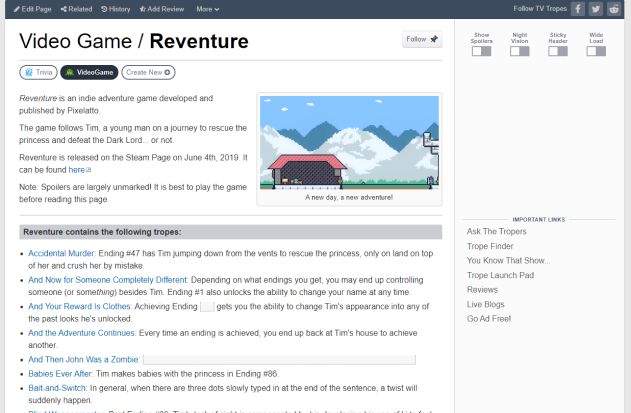 Edit Page Related History Add Review More Follow TV Tropes
Video Game / Reventure
Follow
Show Spoilers Night Vision Sticky Header Wide Load
Trivia VideoGame Create New
Reventure is an indie adventure game developed and
published by Pixelatto.
The game follows Tim, a young man on a journey to rescue the
princess and defeat the Dark Lord... or not.
Reventure is released on the Steam Page on June 4th, 2019. It
can be found here
Note: Spoilers are largely unmarked! It is best to play the game
before reading this page.
A new day, a new adventure!
Reventure contains the following tropes:
Accidental Murder: Ending #47 has Tim jumping down from the vents to rescue the princess, only on land on top
of her and crush her by mistake.
And Now for Someone Completely Different: Depending on what endings you get, you may end up controlling
someone (or something) besides Tim. Ending #1 also unlocks the ability to change your name at any time.
And Your Reward Is Clothes: Achieving Ending gets you the ability to change Tim's appearance into any of
the past looks he's unlocked.
And the Adventure Continues: Every time an ending is achieved, you end up back at Tim's house to achieve
another.
And Then John Was a Zombie:
Babies Ever After: Tim makes babies with the princess in Ending #86.
Bait-and-Switch: In general, when there are three dots slowly typed in at the end of the sentence, a twist will
suddenly happen.
IMPORTANT LINKS
Ask The Tropers
Trope Finder
You Know That Show...
Trope Launch Pad
Reviews
Live Blogs
Go Ad Free!